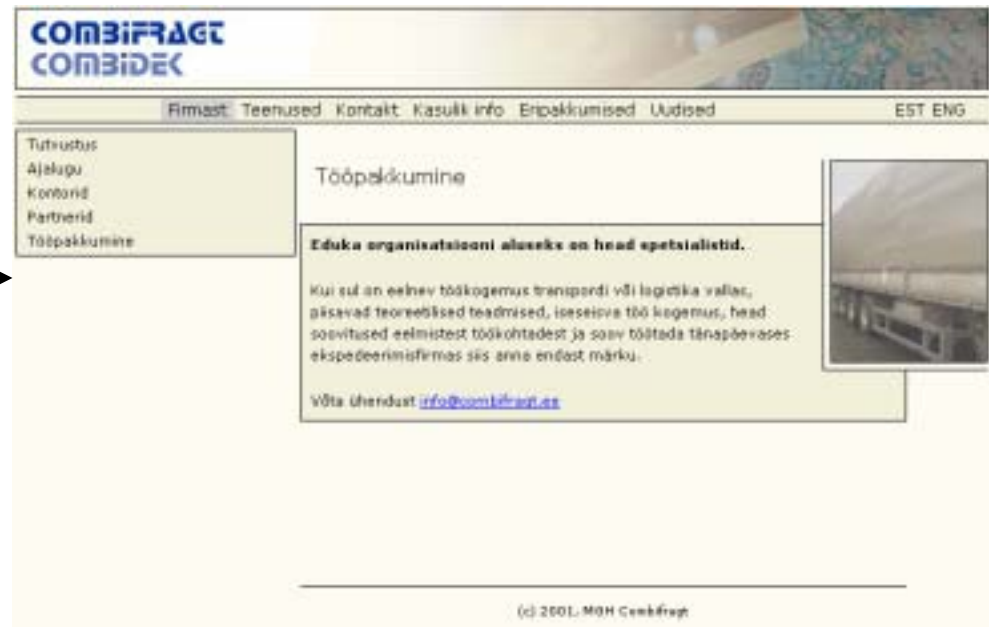 COMBIFRAGT
COMBIDEK
Firmast Teenused Kontakt Kasulik info Eripakkumised Uudised EST ENG
Tutvustus
Ajalugu
Kontorid
Partnerid
Tööpakkumine
Tööpakkumine
Eduka organisatsiooni aluseks on head spetsialistid.
Kui sul on eelnev töökogemus transpordi või logistika vallas,
piisavad teoreetilised teadmised, iseseisva töö kogemus, head
soovitused eelmistest töökohtadest ja soov töötada tänapäevases
ekspedeerimisfirmas siis anna endast märku.
Võta ühendust info@combifragt.ee
(c) 2001, MGH Combifragt